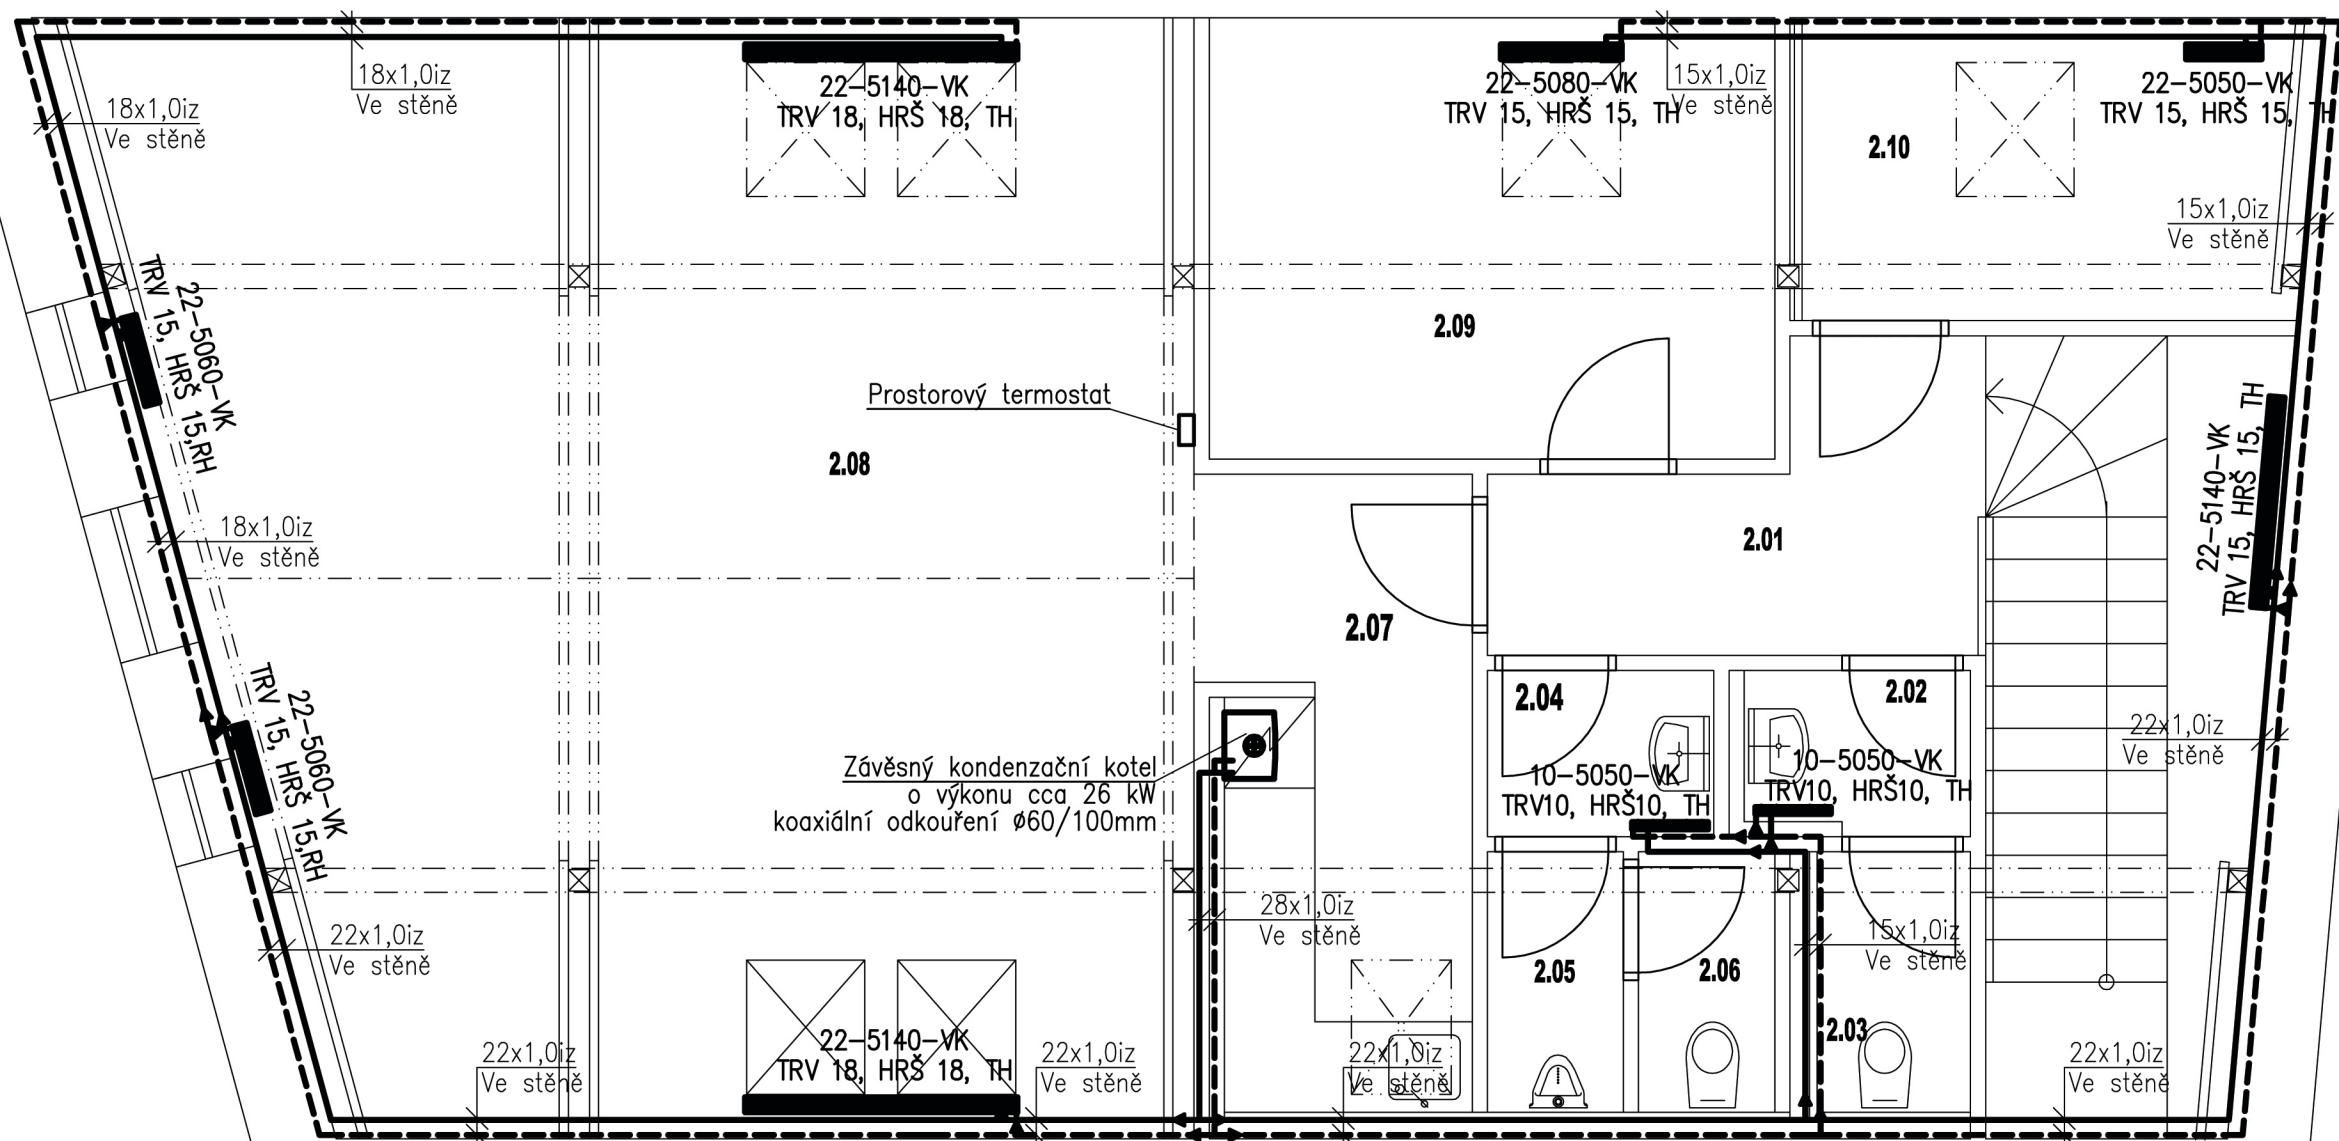 18x1,0iz
Ve stěně
18x1,0iz
Ve stěně
22-5140-VK
TRV 18, HRŠ 18, TH
22-5080-VK
TRV 15, HRŠ 15, TH
15x1,0iz
Ve stěně
22-5050-VK
TRV 15, HRŠ 15, TH
2.10
15x1,0iz
Ve stěně
22-5060-VK
TRV 15, HRŠ 15,RH
2.09
Prostorový termostat
2.08
22-5140-VK
TRV 15, HRŠ 15, TH
18x1,0iz
Ve stěně
2.01
2.07
22-5060-VK
TRV 15, HRŠ 15,RH
2.04
2.02
22x1,0iz
Ve stěně
Závěsný kondenzační kotel
o výkonu cca 26 kW
koaxiální odkouření Ø60/100mm
10-5050-VK
TRV10, HRŠ10, TH
10-5050-VK
TRV10, HRŠ10, TH
28x1,0iz
Ve stěně
22x1,0iz
Ve stěně
15x1,0iz
Ve stěně
2.05
2.06
2.03
22x1,0iz
Ve stěně
22-5140-VK
TRV 18, HRŠ 18, TH
22x1,0iz
Ve stěně
22x1,0iz
Ve stěně
22x1,0iz
Ve stěně